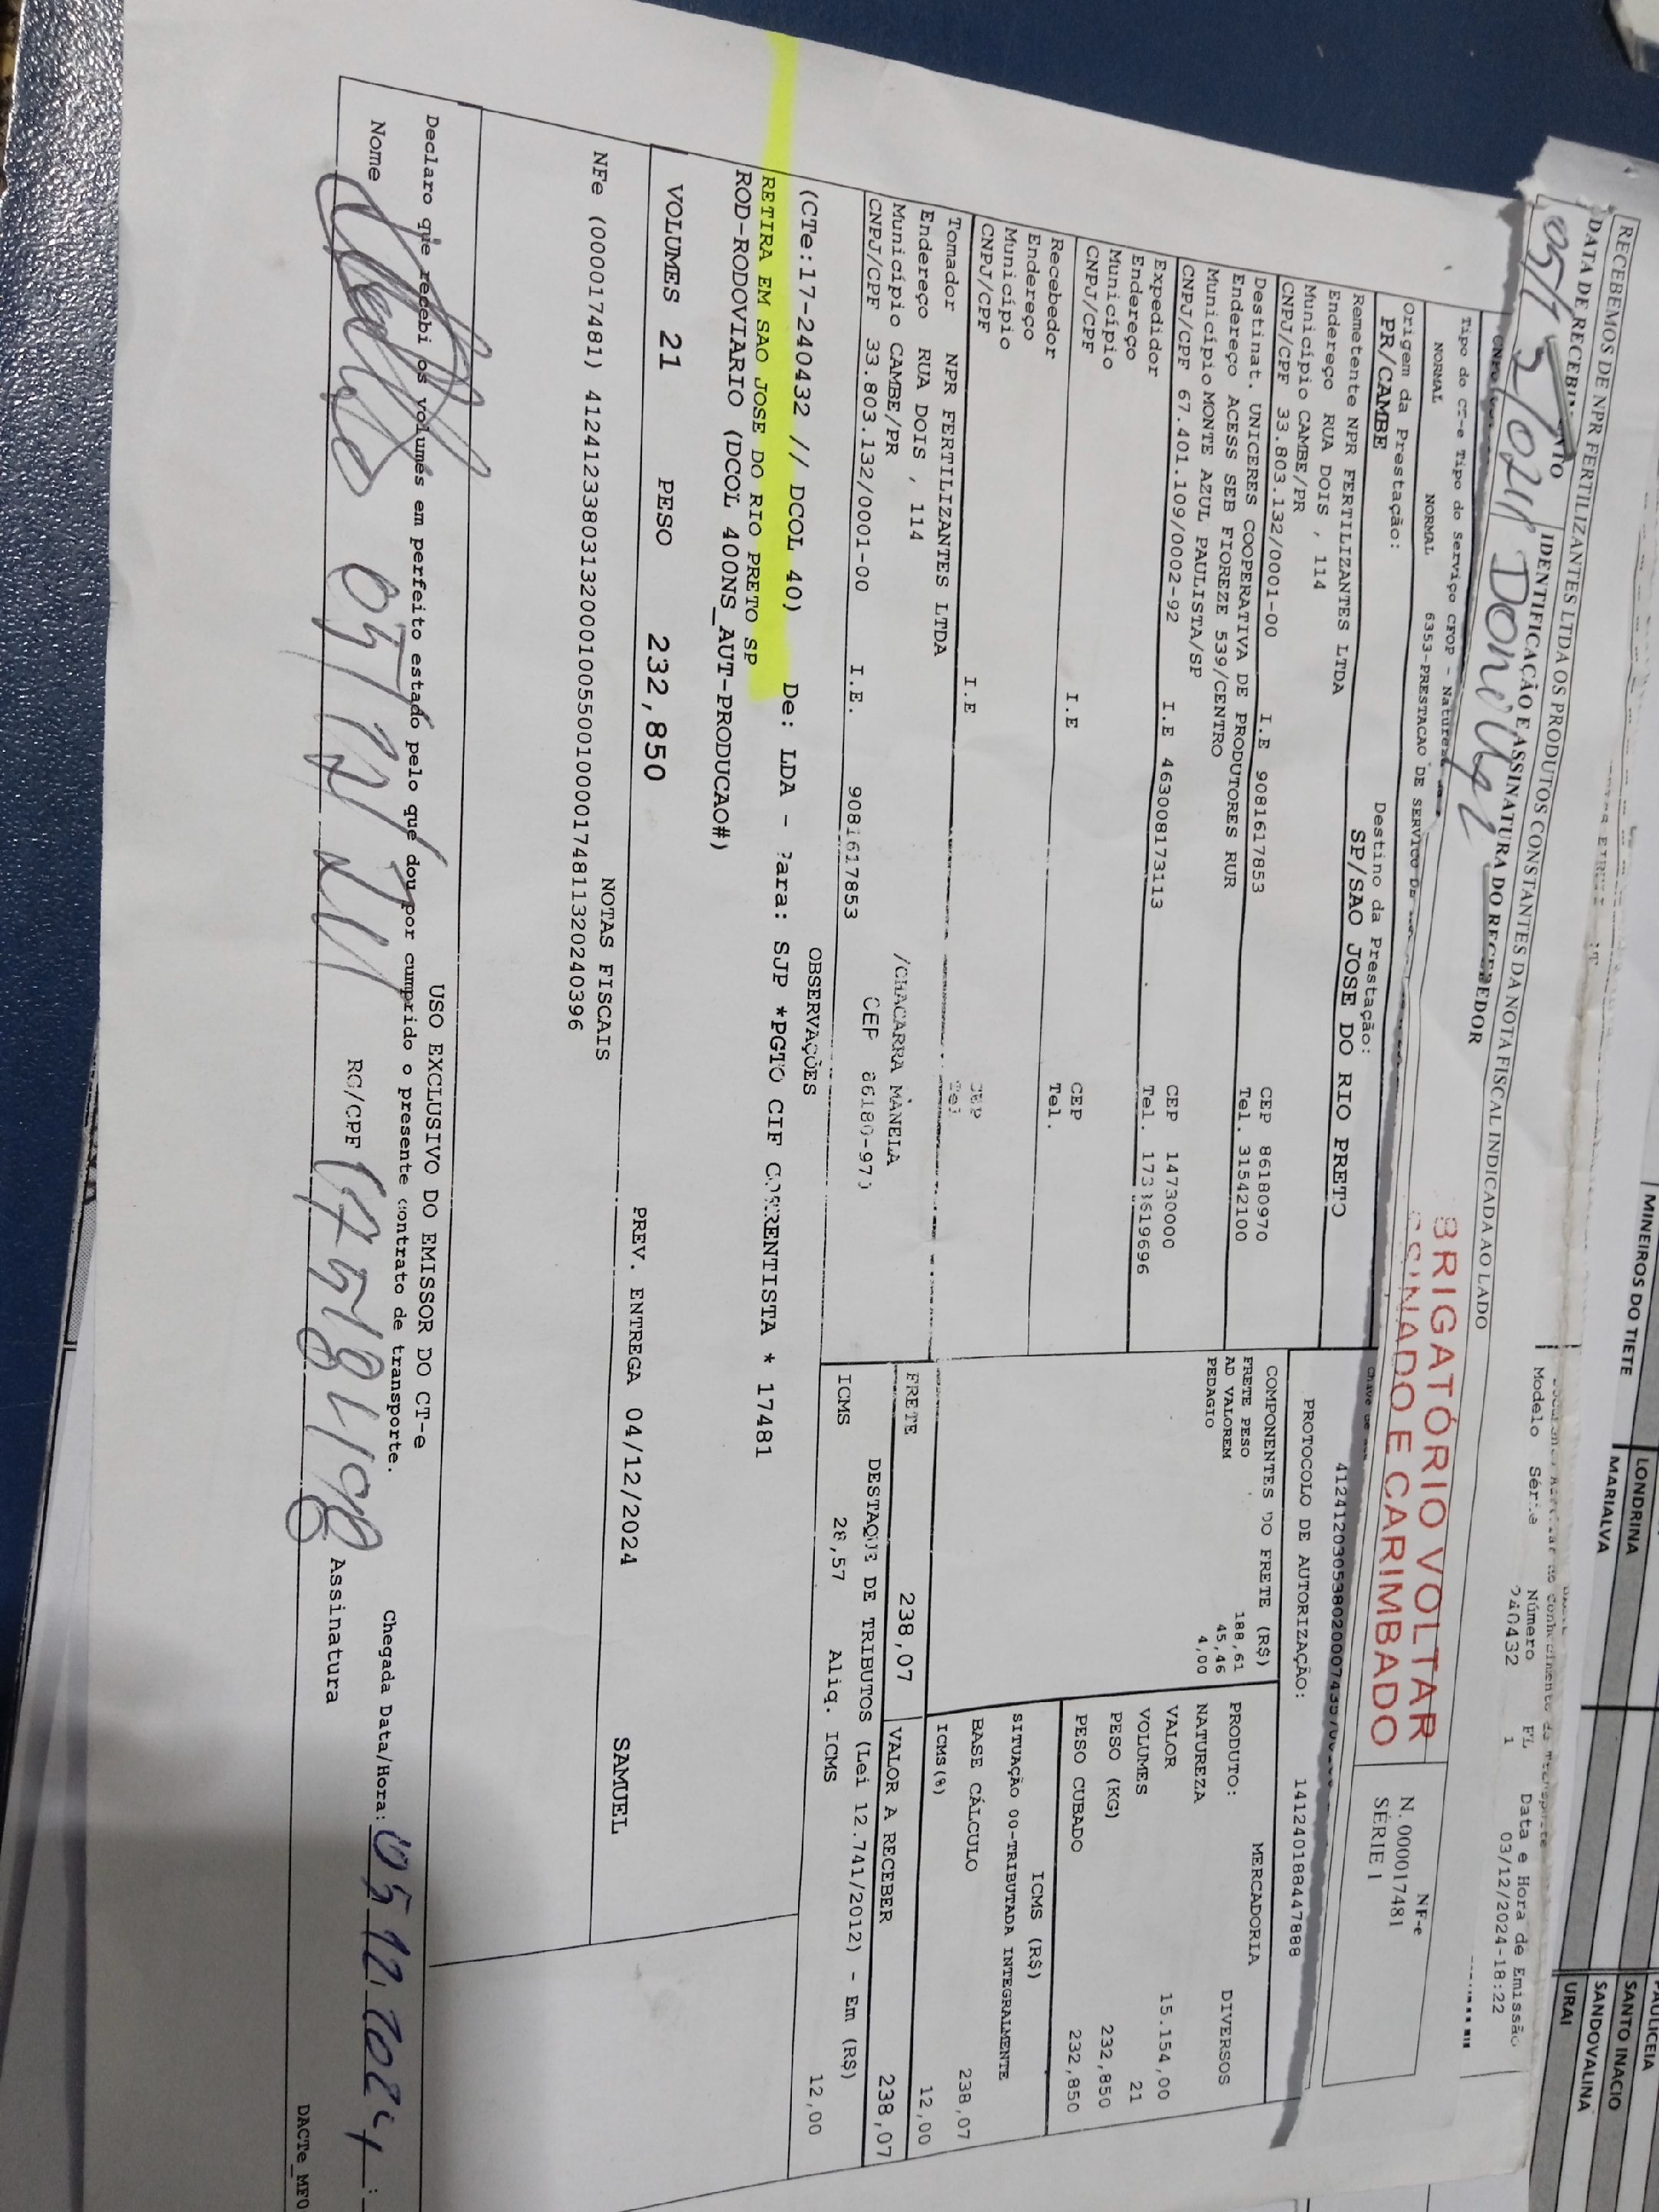 MINEIROS DO TIETE
LONDRINA
MARIALVA
PAULICEIA
SANTO INACIO
SANDOVALINA
URAI
RECEBEMOS DE NPR FERTILIZANTES LTDA OS PRODUTOS CONSTANTES DA NOTA FISCAL INDICADA AO LADO
IDENTIFICAÇÃO E ASSINATURA DO RECEBEDOR
NF-e
N. 000017481
SÉRIE 1
BRIGATÓRIO VOLTAR
SSINADO E CARIMBADO
Modelo Série Número FL Data e Hora de Emissão
240432 1 03/12/2024-18:22
Tipo do CT-e Tipo do Serviço CFOP - Natureza
NORMAL NORMAL 6353-PRESTACAO DE SERVICO DE
PROTOCOLO DE AUTORIZAÇÃO: 141240188447888
Origem da Prestação: Destino da Prestação:
PR/CAMBE SP/SAO JOSE DO RIO PRETO
Remetente NPR FERTILIZANTES LTDA
Endereço RUA DOIS , 114
Município CAMBE/PR CEP 86180970
CNPJ/CPF 33.803.132/0001-00 I.E 9081617853 Tel. 31542100
Destinat. UNICERES COOPERATIVA DE PRODUTORES RUR
Endereço ACESS SEB FIOREZE 539/CENTRO
Município MONTE AZUL PAULISTA/SP CEP 14730000
CNPJ/CPF 67.401.109/0002-92 I.E 463008173113 Tel.
Expedidor
Endereço
Município CEP
CNPJ/CPF I.E Tel.
Recebedor
Endereço
Município CEP
CNPJ/CPF I.E Tel
Tomador NPR FERTILIZANTES LTDA
Endereço RUA DOIS , 114 /CHACARRA MANELA
Município CAMBE/PR CEP
CNPJ/CPF 33.803.132/0001-00 I.E. 9081617853
COMPONENTES DO FRETE (R$)
FRETE PESO 188,61
AD VALOREM 45,46
PEDAGIO 4,00
MERCADORIA
PRODUTO: DIVERSOS
NATUREZA
VALOR 15.154,00
VOLUMES 21
PESO (KG) 232,850
PESO CUBADO 232,850
ICMS (R$)
SITUAÇÃO 00-TRIBUTADA INTEGRALMENTE
BASE CÁLCULO 238,07
ICMS(%) 12,00
FRETE 238,07 VALOR A RECEBER 238,07
DESTAQUE DE TRIBUTOS (Lei 12.741/2012) - Em (R$)
ICMS 28,57 Aliq. ICMS 12,00
OBSERVAÇÕES
(CTe:17-240432 // DCOL 40) De: LDA - Para: SJP *PGTO CIF CORRENTISTA * 17481
RETIRA EM SAO JOSE DO RIO PRETO SP
ROD-RODOVIARIO (DCOL 400NS_AUT-PRODUCAO#)
VOLUMES 21 PESO 232,850 PREV. ENTREGA 04/12/2024 SAMUEL
NOTAS FISCAIS
NFe (000017481) 41241233803132000100550010000174811320240396
USO EXCLUSIVO DO EMISSOR DO CT-e
Declaro que recebi os volumes em perfeito estado pelo que dou por cumprido o presente contrato de transporte.
Chegada Data/Hora: 05 12 2024
Nome RG/CPF Assinatura
DACTe_MF0